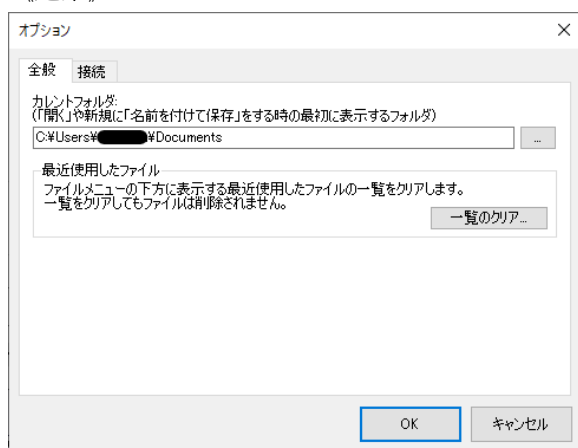 オプション
全般 接続
カレントフォルダ:
(「開く」や新規に「名前を付けて保存」をする時の最初に表示するフォルダ)
C:¥Users¥ ¥Documents
...
最近使用したファイル
ファイルメニューの下方に表示する最近使用したファイルの一覧をクリアします。
一覧をクリアしてもファイルは削除されません。
一覧のクリア...
OK キャンセル